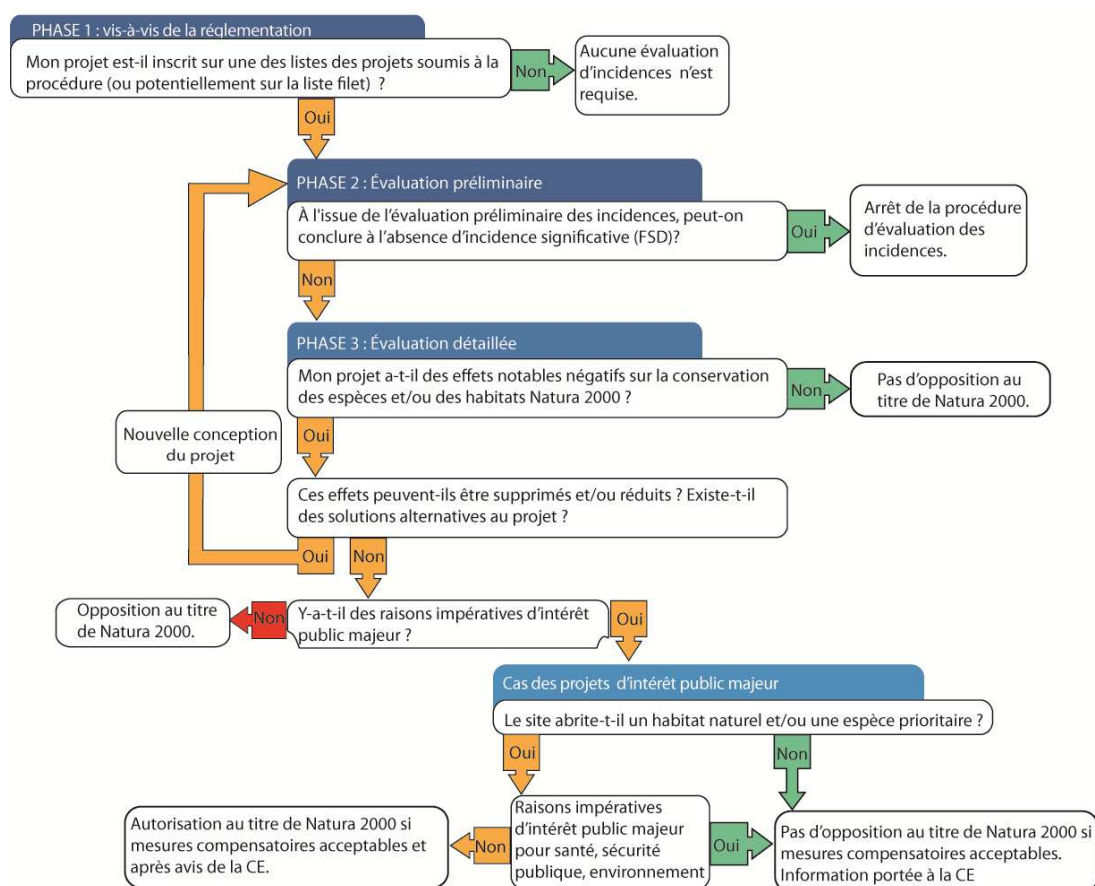 PHASE 1 : vis-à-vis de la réglementation
Mon projet est-il inscrit sur une des listes des projets soumis à la
procédure (ou potentiellement sur la liste filet)  ?
Non
Aucune évaluation
d’incidences  n’est
requise.
Oui
PHASE 2 : Évaluation préliminaire
À l'issue de l’évaluation préliminaire des incidences, peut-on
conclure à l’absence d’incidence significative (FSD)?
Oui
Arrêt de la procédure
d’évaluation des
incidences.
Non
PHASE 3 : Évaluation détaillée
Mon projet a-t-il des effets notables négatifs sur la conservation
des espèces et/ou des habitats Natura 2000 ?
Non
Pas d’opposition au
titre de Natura 2000.
Nouvelle conception
du projet
Oui
Ces effets peuvent-ils être supprimés et/ou réduits ? Existe-t-il
des solutions alternatives au projet ?
Oui
Non
Opposition au titre
de Natura 2000.
Non
Y-a-t-il des raisons impératives d’intérêt
public majeur ?
Oui
Cas des projets  d’intérêt public majeur
Le site abrite-t-il un habitat naturel et/ou une espèce prioritaire ?
Oui
Non
Autorisation au titre de Natura 2000 si
mesures compensatoires acceptables et
après avis de la CE.
Non
Raisons impératives
d’intérêt public majeur
pour santé, sécurité
publique, environnement
Oui
Pas d’opposition au titre de Natura 2000 si
mesures compensatoires acceptables.
Information portée à la CE